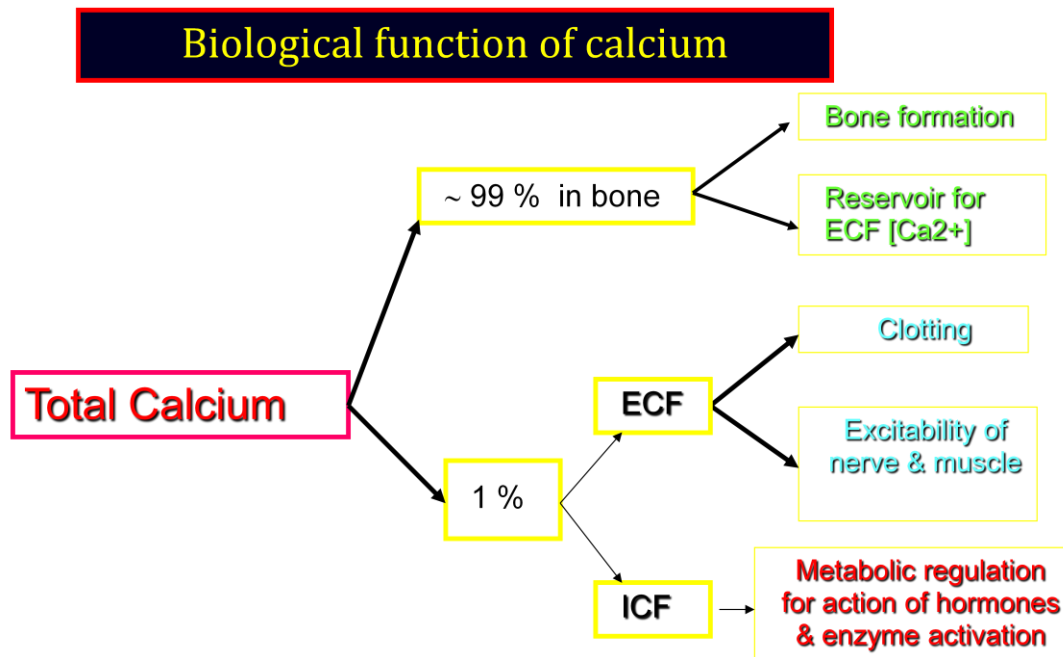 Biological function of calcium
Bone formation
~ 99 % in bone
Reservoir for
ECF [Ca2+]
Clotting
Total Calcium
ECF
Excitability of
nerve & muscle
1 %
ICF
Metabolic regulation
for action of hormones
& enzyme activation